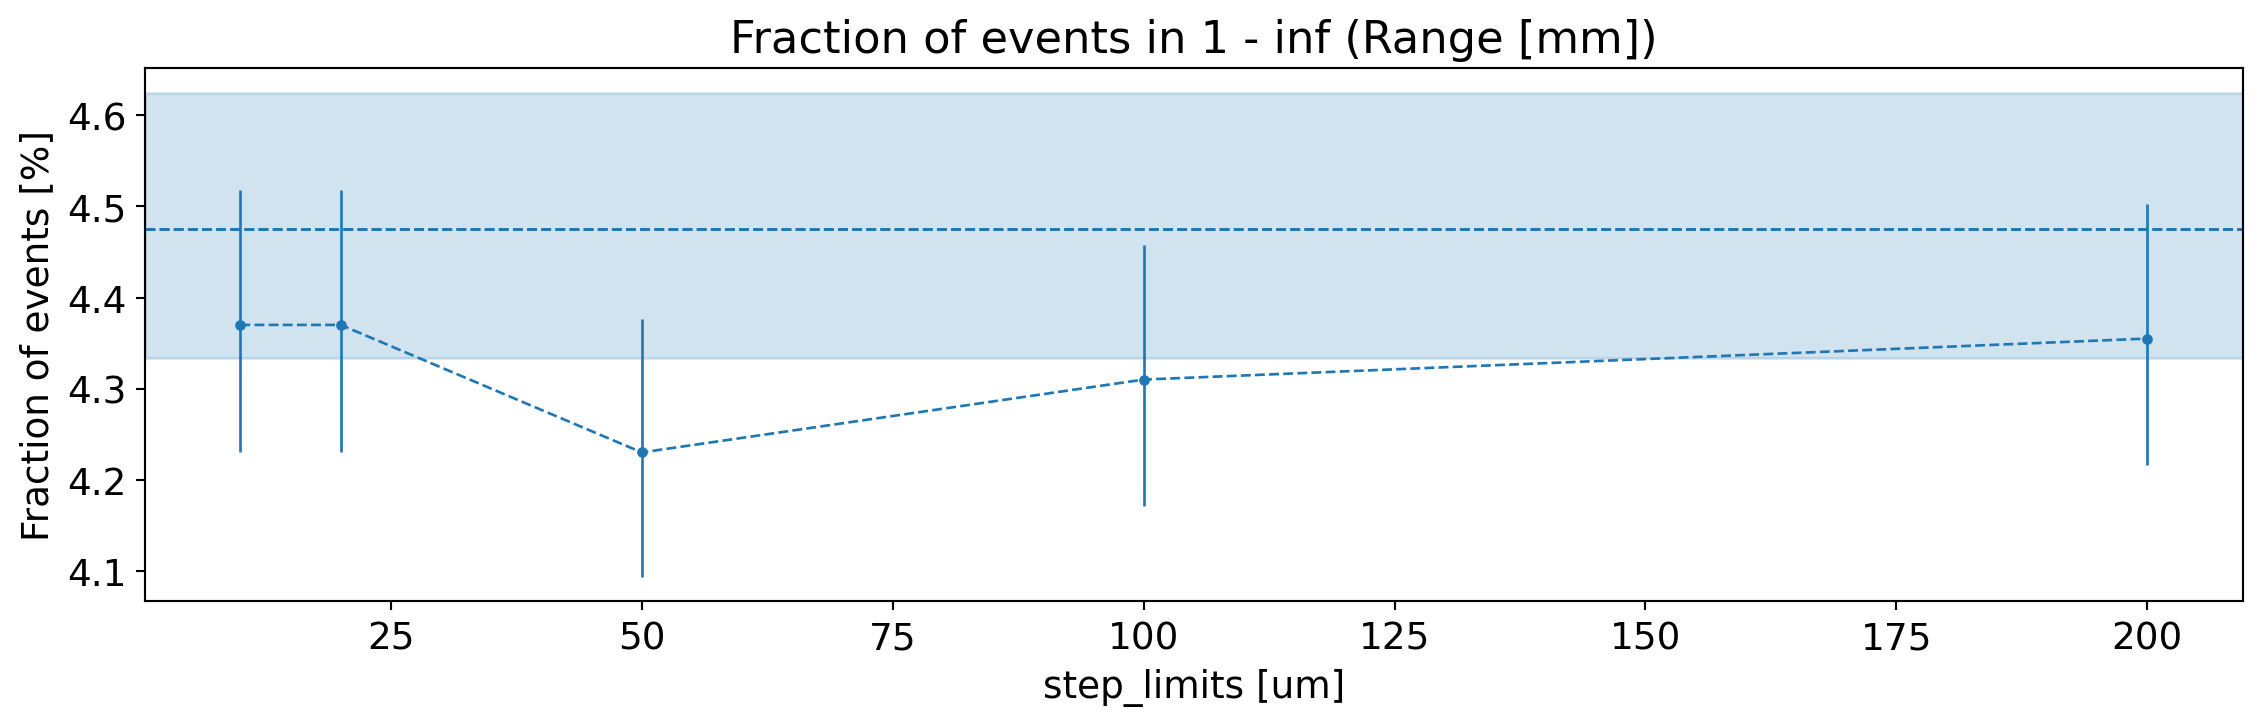 Fraction of events in 1 - inf (Range [mm])
Fraction of events [%]
4.6
4.5
4.4
4.3
4.2
4.1
25 50 75 100 125 150 175 200
step_limits [um]